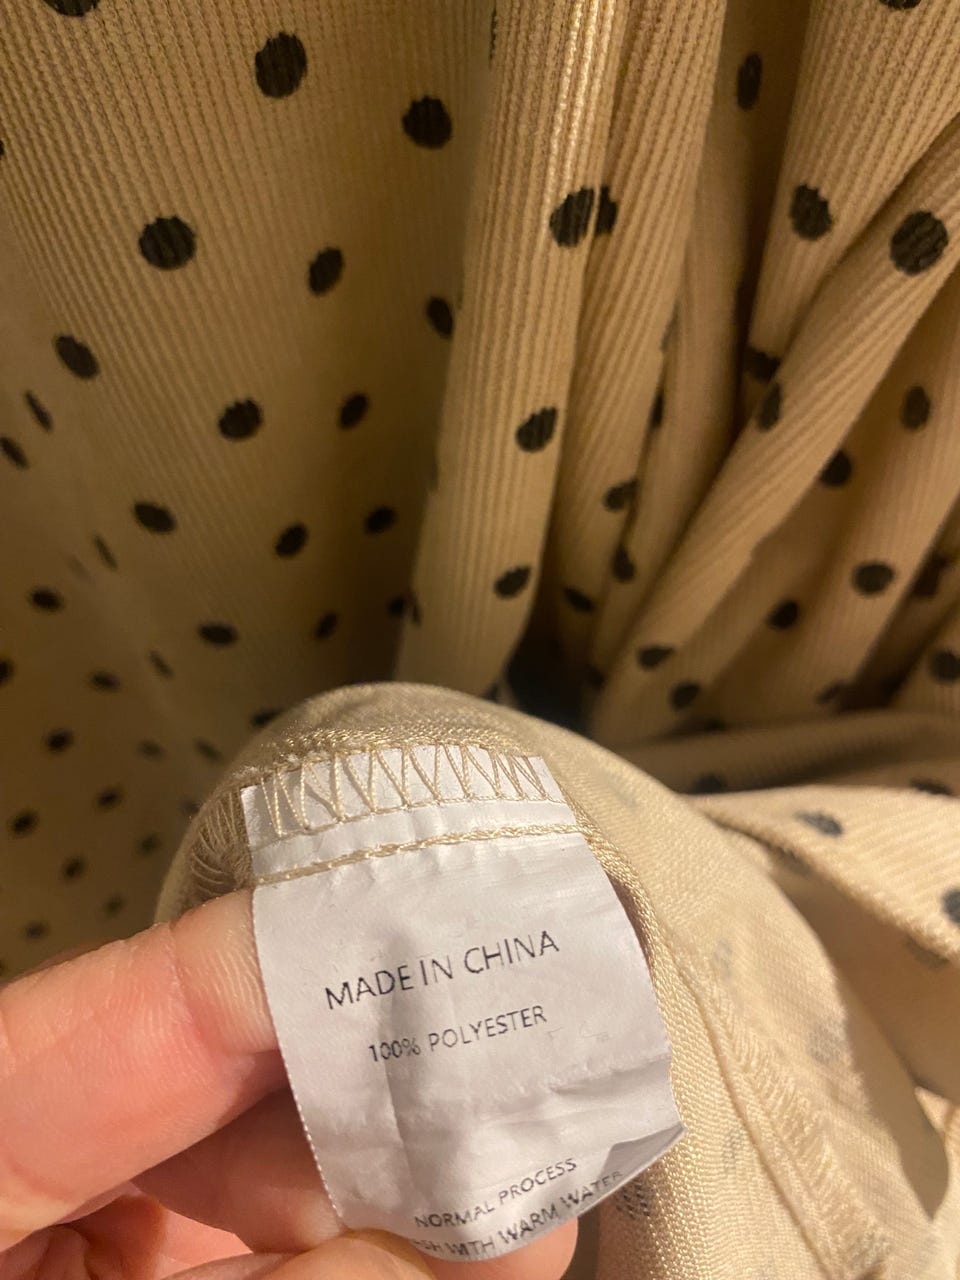 MADE IN CHINA
100% POLYESTER
NORMAL PROCESS
WITH WARM WATER